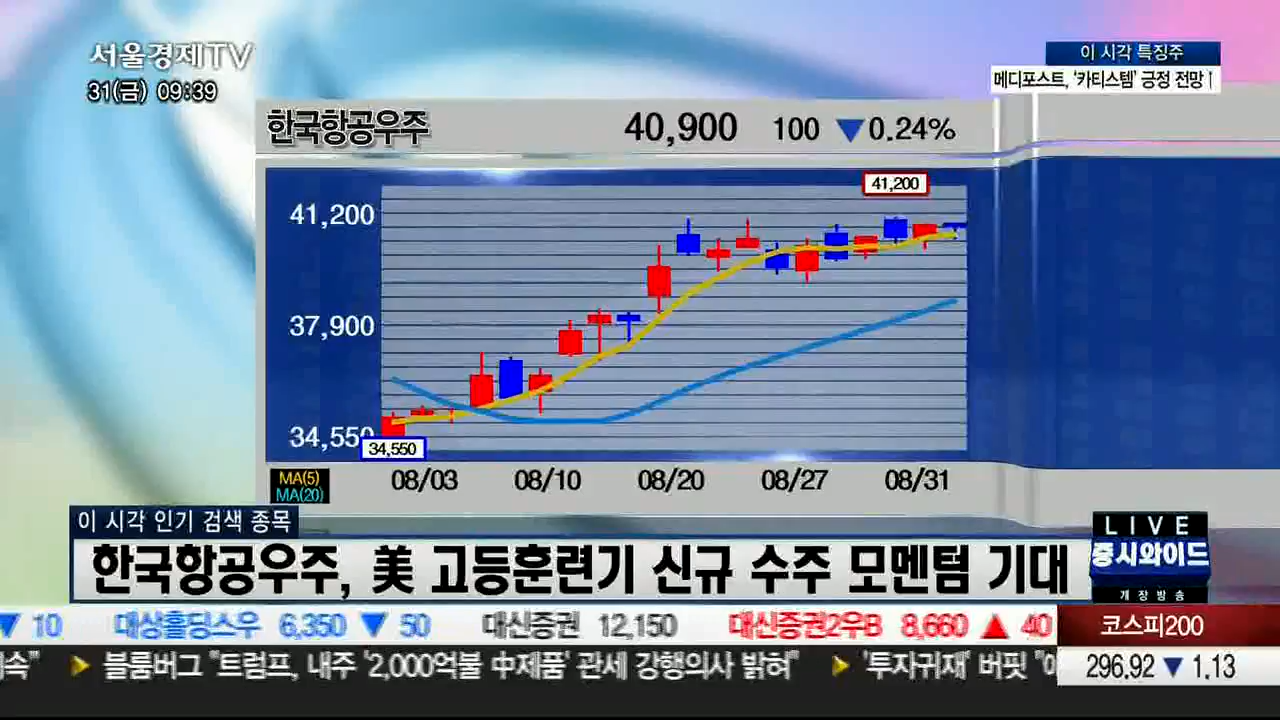 서울경제TV
31(금) 09:39
이 시각 특징주
메디포스트, '카티스템' 긍정 전망↑
한국항공우주 40,900 100 ▼0.24%
41,200
41,200
37,900
34,550
34,550
08/03 08/10 08/20 08/27 08/31
MA(5)
MA(20)
이 시각 인기 검색 종목
한국항공우주, 美 고등훈련기 신규 수주 모멘텀 기대
LIVE
증시와이드
개장방송
▼ 10 대상홀딩스우 6,350 ▼ 50 대신증권 12,150 대신증권2우B 8,660 ▲ 40
코스피200
속" ▶ 블룸버그 "트럼프, 내주 '2,000억불 中제품' 관세 강행의사 밝혀" ▶ '투자귀재' 버핏
296.92 ▼ 1.13